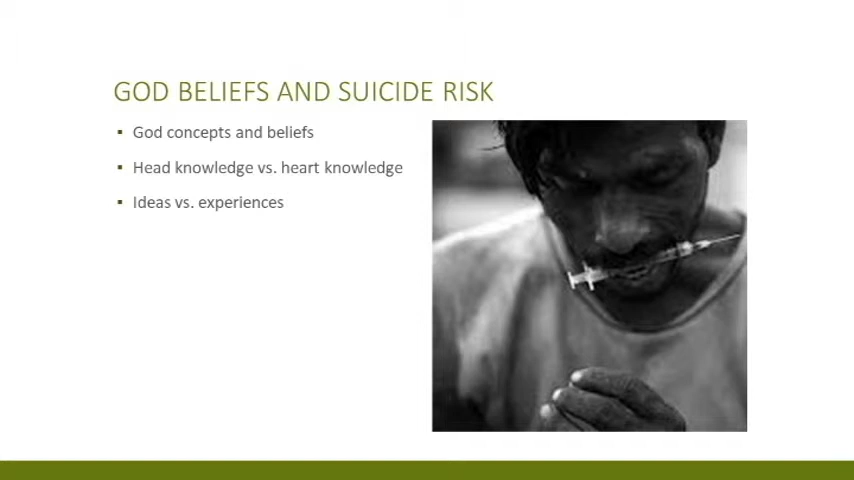 GOD BELIEFS AND SUICIDE RISK
God concepts and beliefs
Head knowledge vs. heart knowledge
Ideas vs. experiences